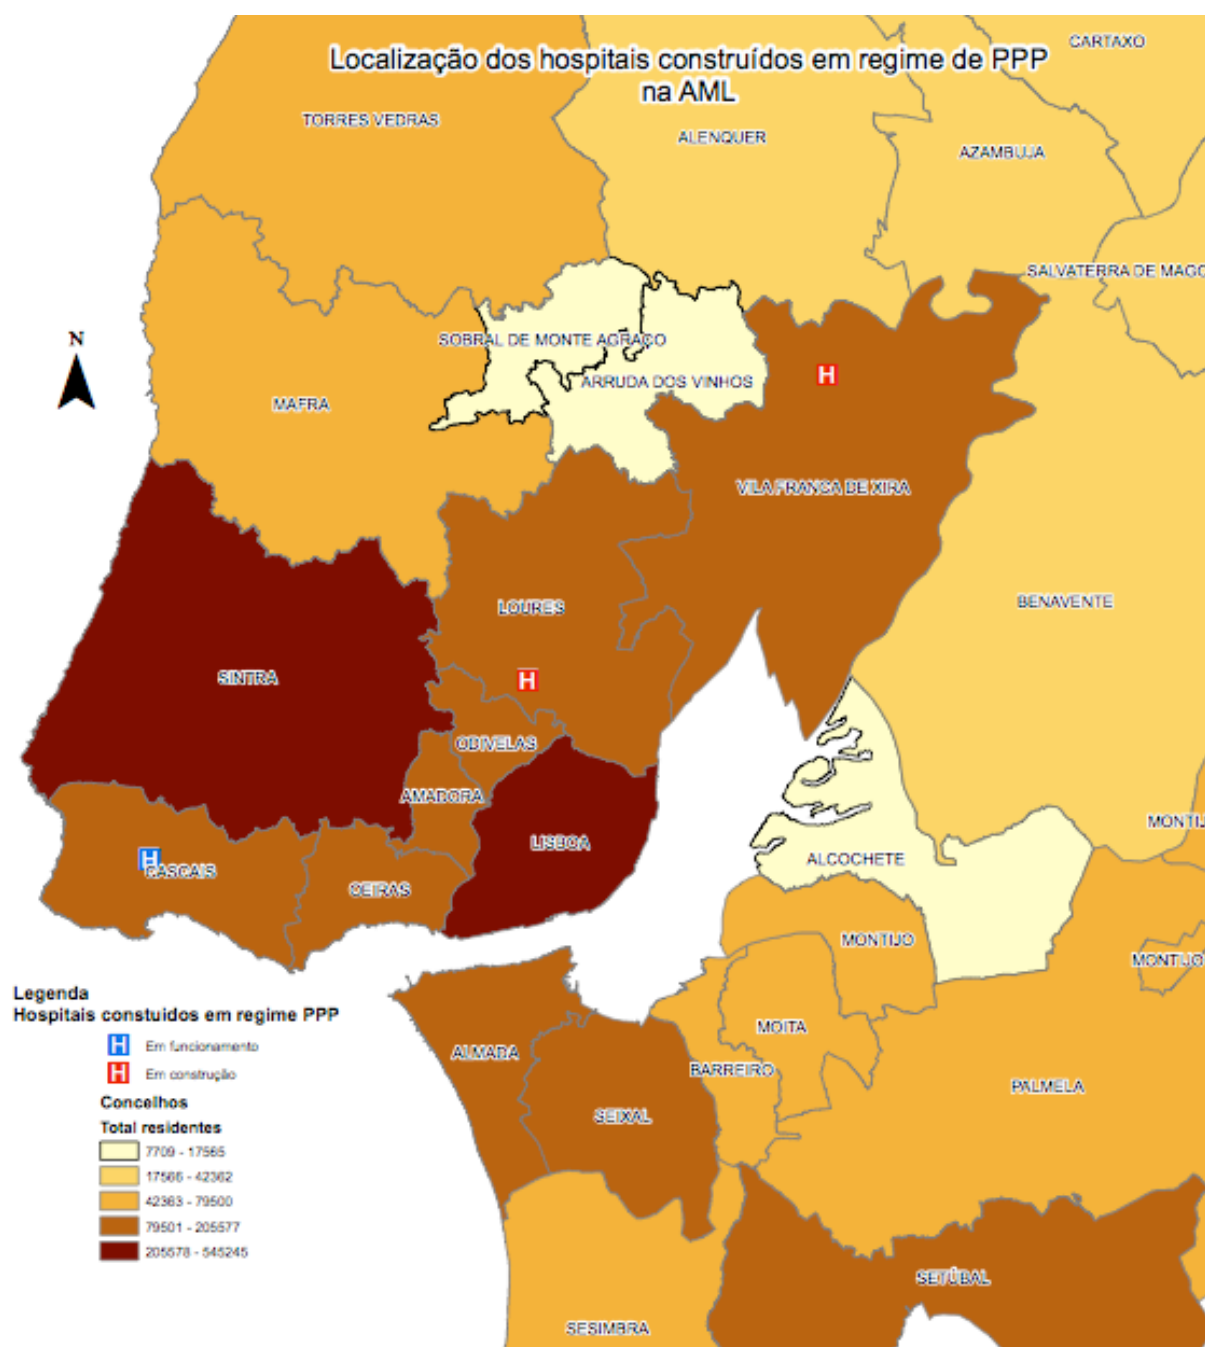 Localização dos hospitais construídos em regime de PPP
na AML
CARTAXO
TORRES VEDRAS
ALENQUER
AZAMBUJA
SALVATERRA DE MAGO
N
SOBRAL DE MONTE AGRAÇO
ARRUDA DOS VINHOS
H
MAFRA
VILA FRANCA DE XIRA
LOURES
BENAVENTE
SINTRA
H
ODIVELAS
AMADORA
LISBOA
MONTIJ
H
CASCAIS
ALCOCHETE
OEIRAS
MONTIJO
MONTIJO
Legenda
Hospitais constuidos em regime PPP
H Em funcionamento
H Em construção
Concelhos
Total residentes
7709 - 17565
17566 - 42362
42363 - 79500
79501 - 205577
205578 - 545245
MOITA
ALMADA
BARREIRO
PALMELA
SEIXAL
SETÚBAL
SESIMBRA